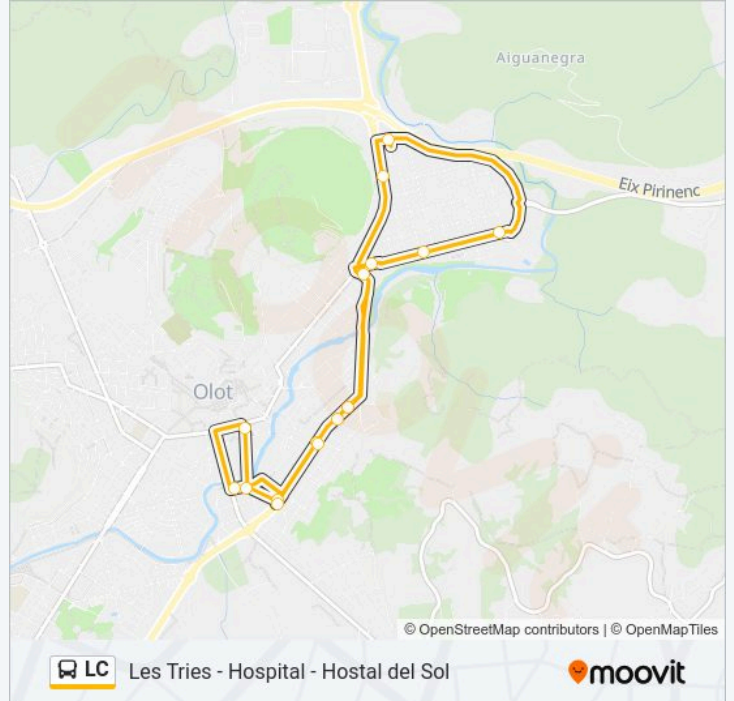 Aiguanegra
Eix Pirinenc
Olot
© OpenStreetMap contributors | © OpenMapTiles
LC Les Tries - Hospital - Hostal del Sol
moovit